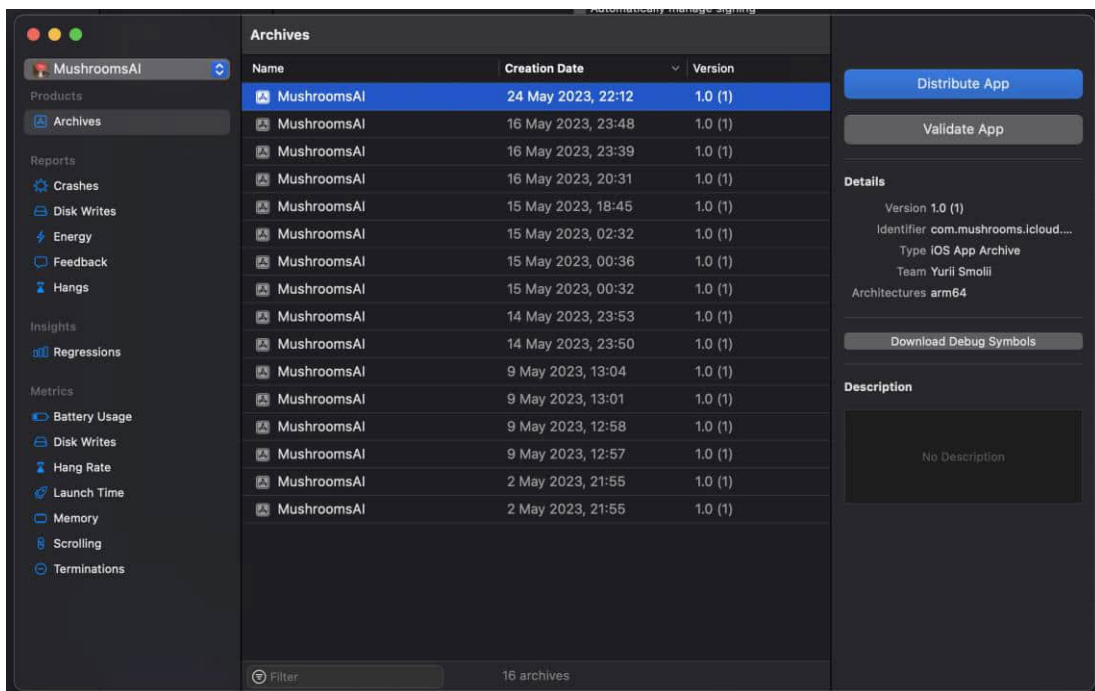 Automatically manage signing
MushroomsAI
Products
Archives
Reports
Crashes
Disk Writes
Energy
Feedback
Hangs
Insights
Regressions
Metrics
Battery Usage
Disk Writes
Hang Rate
Launch Time
Memory
Scrolling
Terminations
Archives
Name Creation Date Version
MushroomsAI 24 May 2023, 22:12 1.0 (1)
MushroomsAI 16 May 2023, 23:48 1.0 (1)
MushroomsAI 16 May 2023, 23:39 1.0 (1)
MushroomsAI 16 May 2023, 20:31 1.0 (1)
MushroomsAI 15 May 2023, 18:45 1.0 (1)
MushroomsAI 15 May 2023, 02:32 1.0 (1)
MushroomsAI 15 May 2023, 00:36 1.0 (1)
MushroomsAI 15 May 2023, 00:32 1.0 (1)
MushroomsAI 14 May 2023, 23:53 1.0 (1)
MushroomsAI 14 May 2023, 23:50 1.0 (1)
MushroomsAI 9 May 2023, 13:04 1.0 (1)
MushroomsAI 9 May 2023, 13:01 1.0 (1)
MushroomsAI 9 May 2023, 12:58 1.0 (1)
MushroomsAI 9 May 2023, 12:57 1.0 (1)
MushroomsAI 2 May 2023, 21:55 1.0 (1)
MushroomsAI 2 May 2023, 21:55 1.0 (1)
Filter
16 archives
Distribute App
Validate App
Details
Version 1.0 (1)
Identifier com.mushrooms.icloud....
Type iOS App Archive
Team Yurii Smolii
Architectures arm64
Download Debug Symbols
Description
No Description